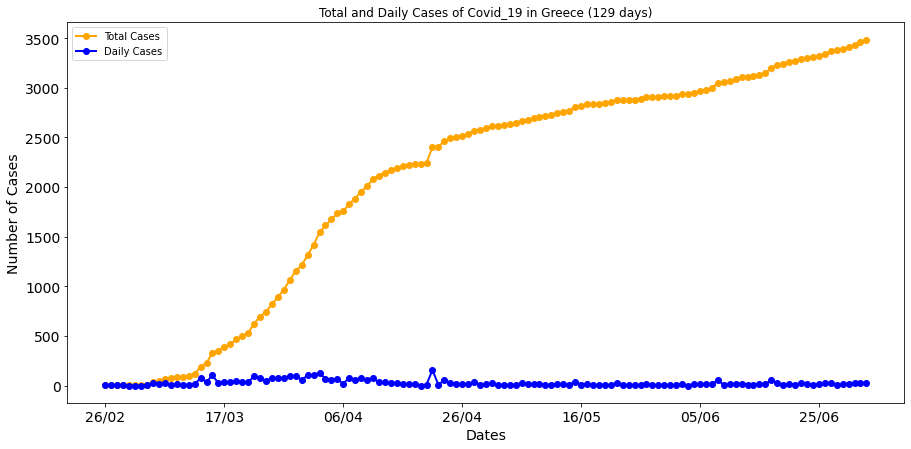 Total and Daily Cases of Covid_19 in Greece (129 days)
Total Cases
Daily Cases
Number of Cases
3500
3000
2500
2000
1500
1000
500
0
26/02 17/03 06/04 26/04 16/05 05/06 25/06
Dates